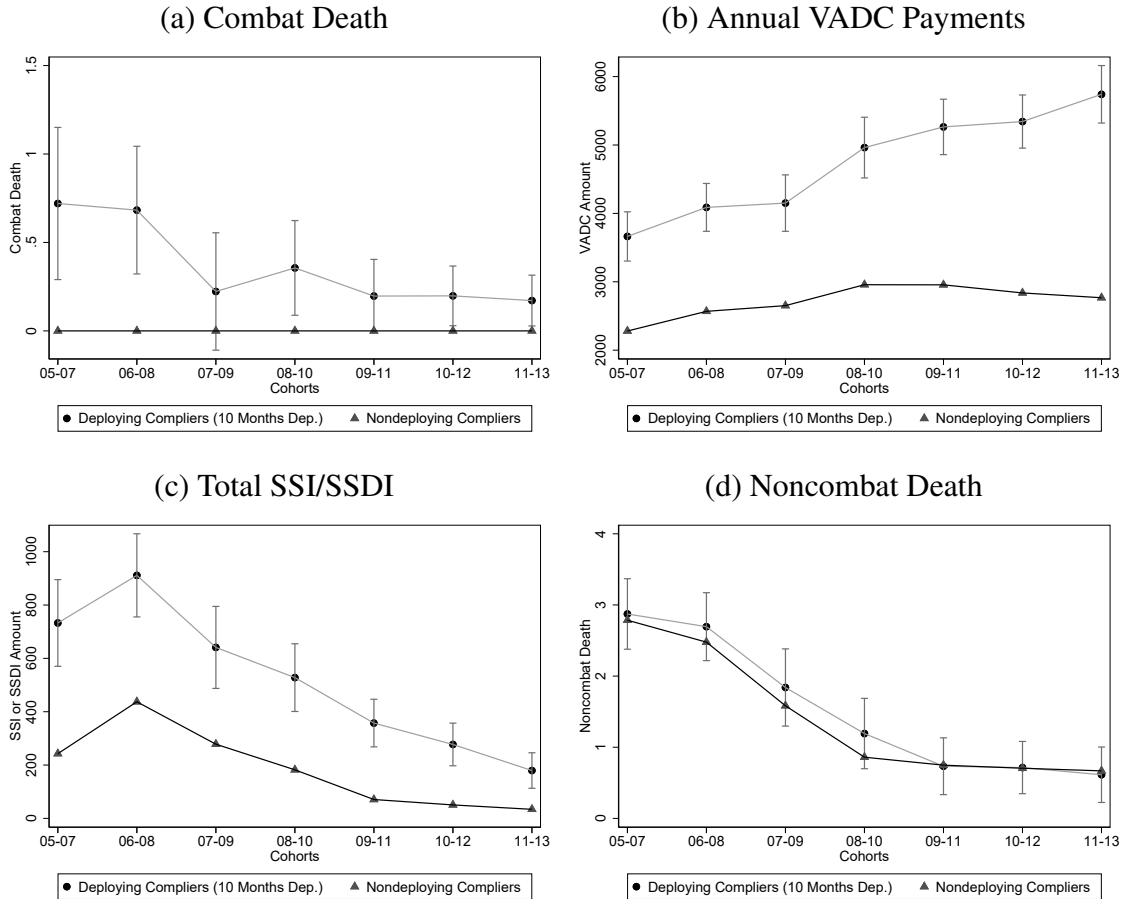 (a) Combat Death
1.5
1
.5
0
Combat Death
05-07 06-08 07-09 08-10 09-11 10-12 11-13
Cohorts
Deploying Compliers (10 Months Dep.) Nondeploying Compliers
(b) Annual VADC Payments
6000
5000
4000
3000
2000
VADC Amount
05-07 06-08 07-09 08-10 09-11 10-12 11-13
Cohorts
Deploying Compliers (10 Months Dep.) Nondeploying Compliers
(c) Total SSI/SSDI
1000
800
600
400
200
0
SSI or SSDI Amount
05-07 06-08 07-09 08-10 09-11 10-12 11-13
Cohorts
Deploying Compliers (10 Months Dep.) Nondeploying Compliers
(d) Noncombat Death
4
3
2
1
0
Noncombat Death
05-07 06-08 07-09 08-10 09-11 10-12 11-13
Cohorts
Deploying Compliers (10 Months Dep.) Nondeploying Compliers